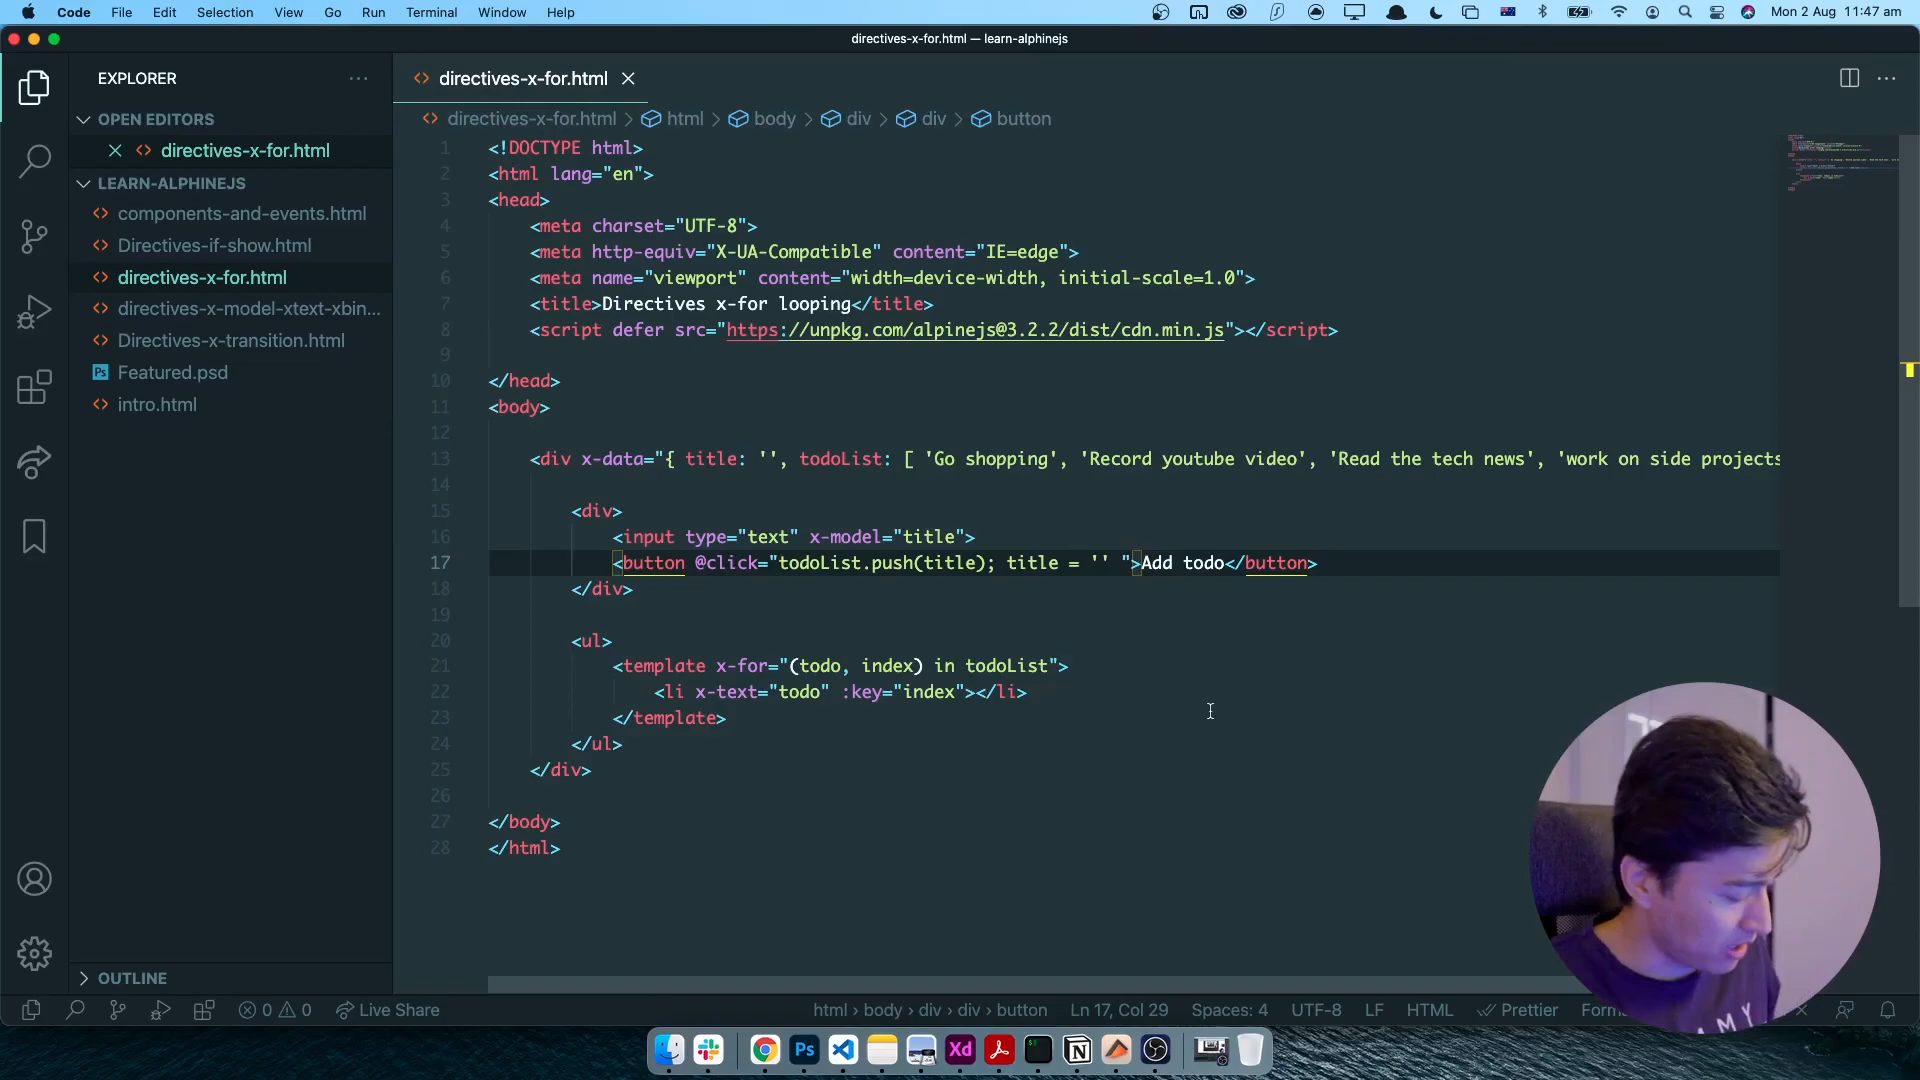 Code File Edit Selection View Go Run Terminal Window Help Mon 2 Aug 11:47 am
directives-x-for.html — learn-alphinejs
EXPLORER
OPEN EDITORS
directives-x-for.html
LEARN-ALPHINEJS
components-and-events.html
Directives-if-show.html
directives-x-for.html
directives-x-model-xtext-xbin...
Directives-x-transition.html
Ps Featured.psd
intro.html
OUTLINE
directives-x-for.html
directives-x-for.html > html > body > div > div > button
1 <!DOCTYPE html>
2 <html lang="en">
3 <head>
4 <meta charset="UTF-8">
5 <meta http-equiv="X-UA-Compatible" content="IE=edge">
6 <meta name="viewport" content="width=device-width, initial-scale=1.0">
7 <title>Directives x-for looping</title>
8 <script defer src="https://unpkg.com/alpinejs@3.2.2/dist/cdn.min.js"></script>
9
10 </head>
11 <body>
12
13 <div x-data="{ title: '', todoList: [ 'Go shopping', 'Record youtube video', 'Read the tech news', 'work on side projects
14
15 <div>
16 <input type="text" x-model="title">
17 <button @click="todoList.push(title); title = '' ">Add todo</button>
18 </div>
19
20 <ul>
21 <template x-for="(todo, index) in todoList">
22 <li x-text="todo" :key="index"></li>
23 </template>
24 </ul>
25 </div>
26
27 </body>
28 </html>
0 0 Live Share html > body > div > div > button Ln 17, Col 29 Spaces: 4 UTF-8 LF HTML Prettier
Ps Xd